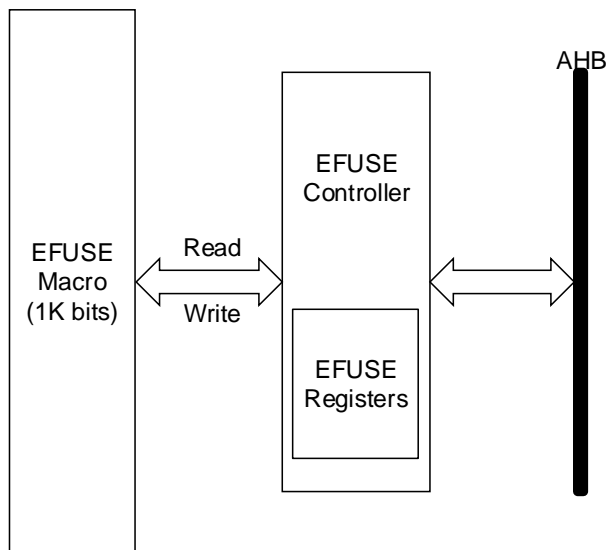 AHB
EFUSE
Controller
EFUSE
Macro
(1K bits)
Read
Write
EFUSE
Registers